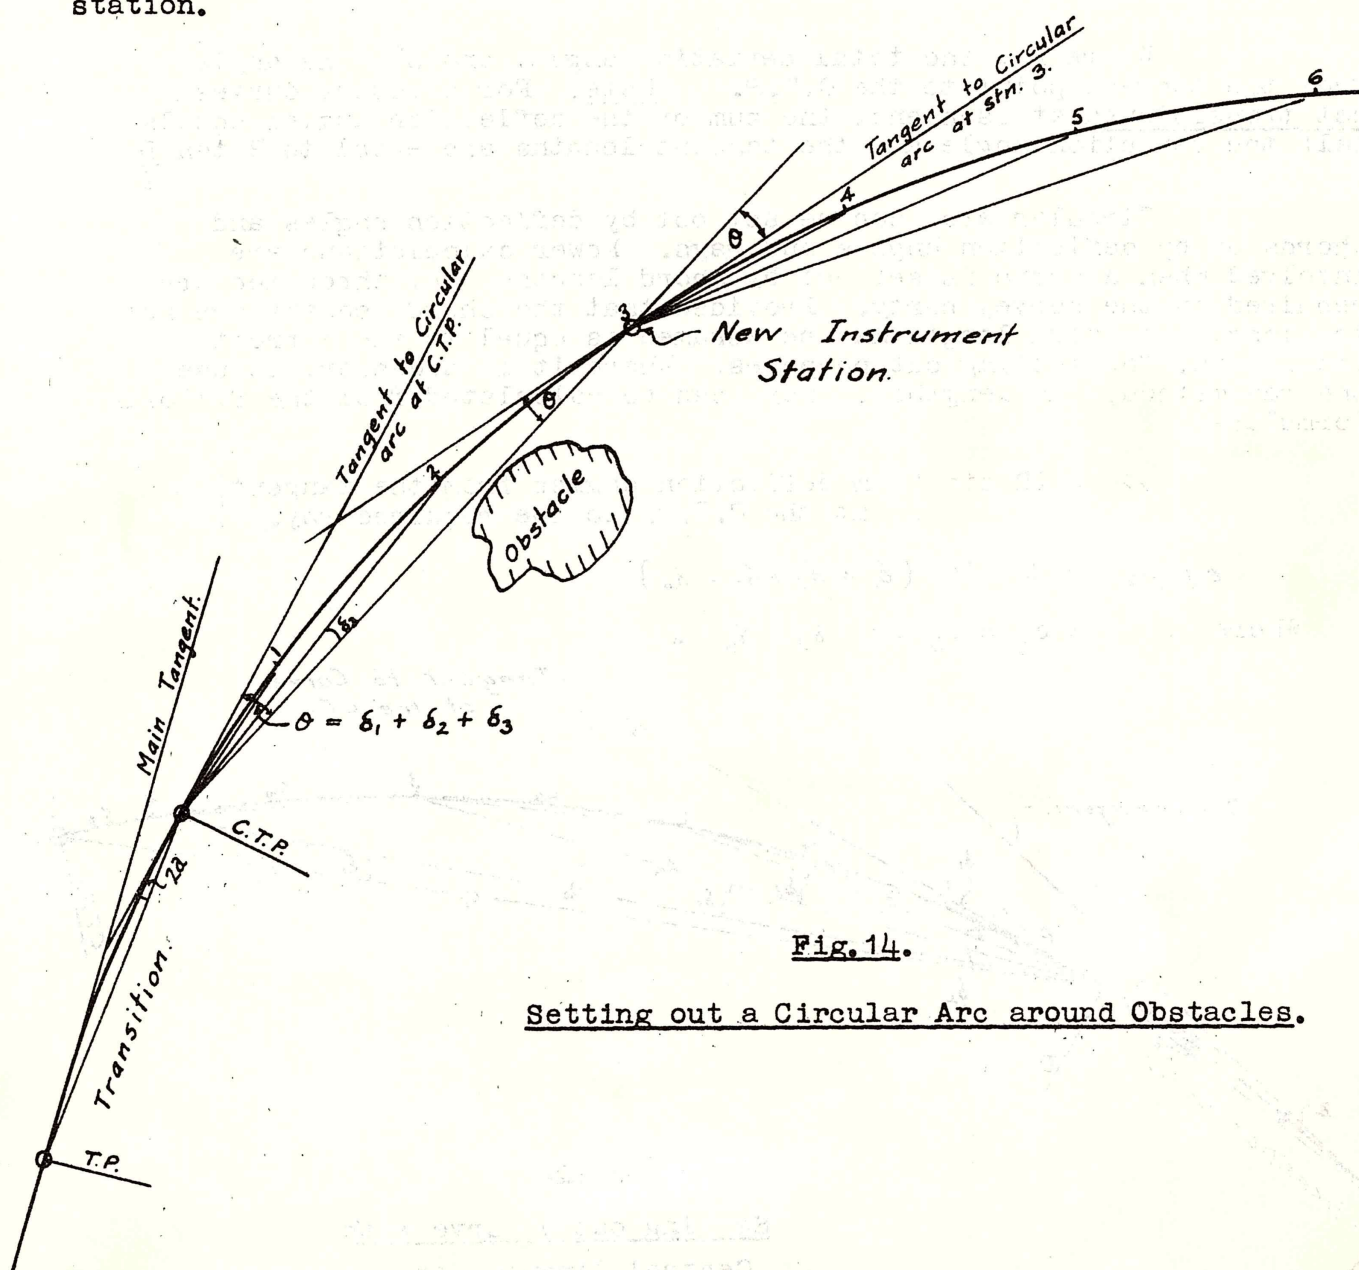 station.
Tangent to Circular
arc at stn. 3.
6
5
4
θ
3
New Instrument
Station.
Tangent to Circular
arc at C.T.P.
θ
2
Obstacle
δ3
1
Main Tangent.
θ = δ1 + δ2 + δ3
C.T.P.
2a
Transition.
T.P.
Fig.14.
Setting out a Circular Arc around Obstacles.